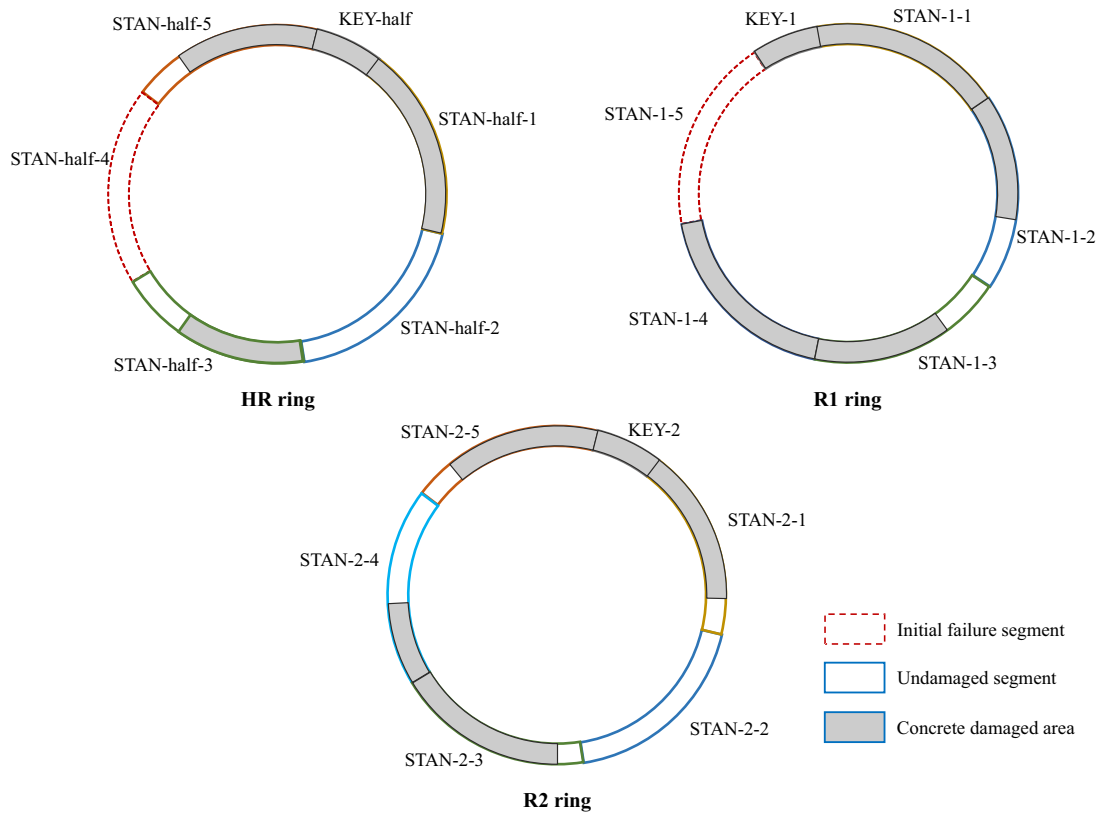 STAN-half-5
KEY-half
STAN-half-1
STAN-half-4
STAN-half-2
STAN-half-3
HR ring
KEY-1
STAN-1-1
STAN-1-5
STAN-1-2
STAN-1-4
STAN-1-3
R1 ring
STAN-2-5
KEY-2
STAN-2-1
STAN-2-4
STAN-2-2
STAN-2-3
R2 ring
Initial failure segment
Undamaged segment
Concrete damaged area